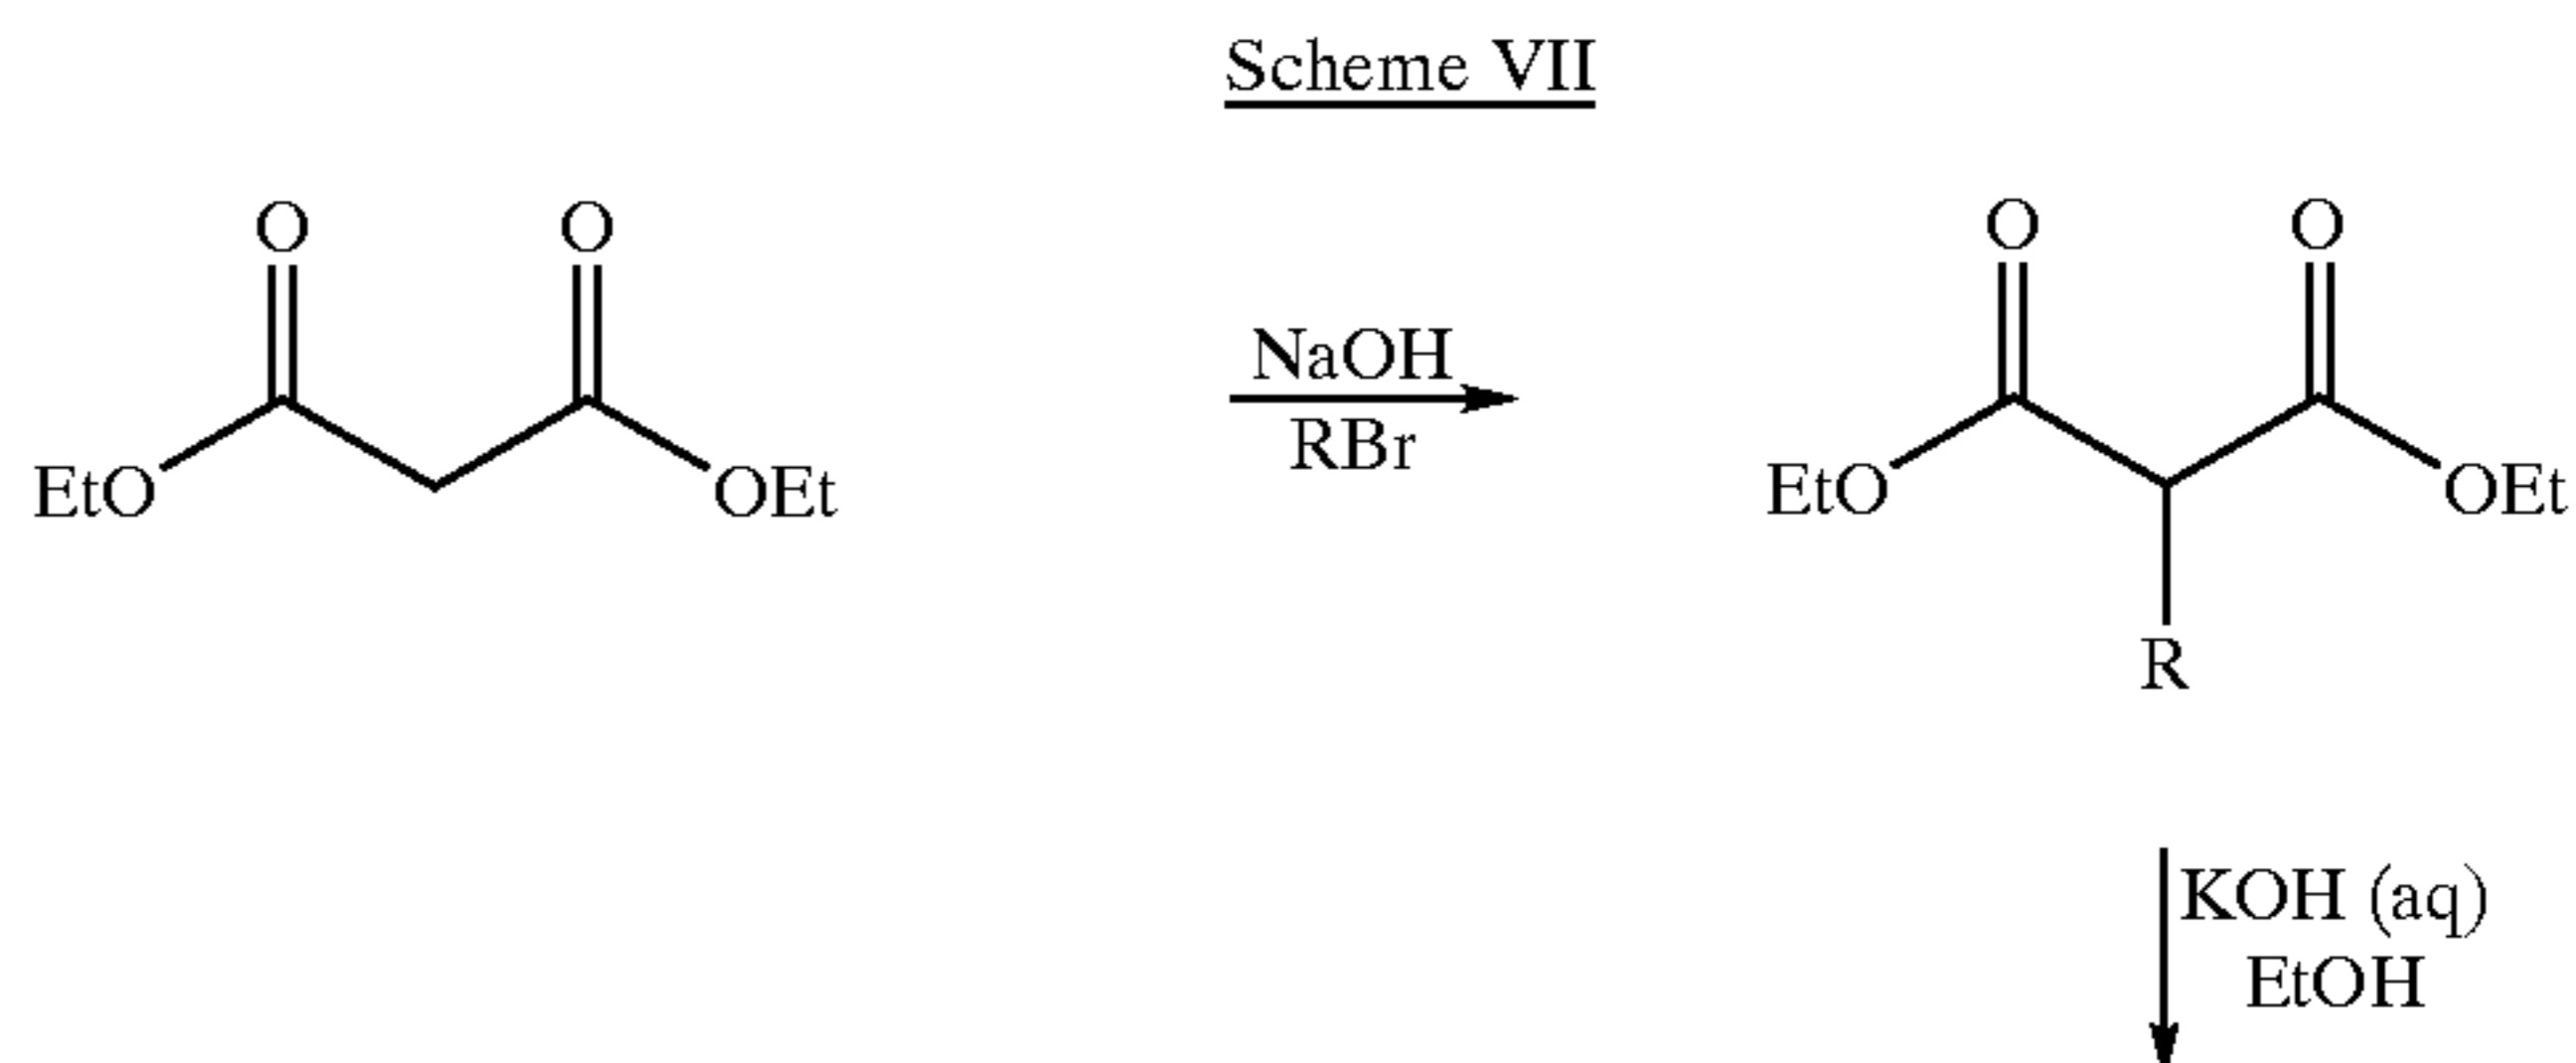 Scheme VII
O O
EtO OEt
NaOH
RBr
O O
EtO OEt
R
KOH (aq)
EtOH